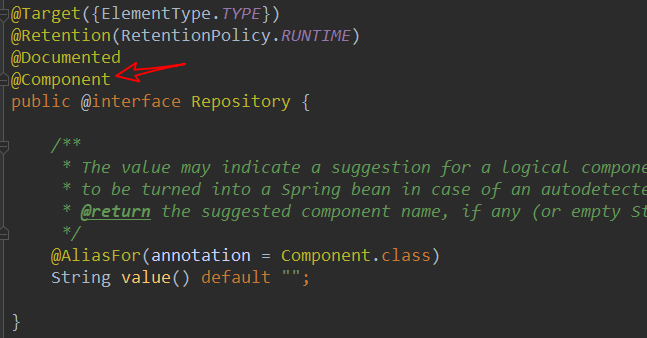 @Target({ElementType.TYPE})
@Retention(RetentionPolicy.RUNTIME)
@Documented
@Component
public @interface Repository {
/**
* The value may indicate a suggestion for a logical compone
* to be turned into a Spring bean in case of an autodetecte
* @return the suggested component name, if any (or empty St
*/
@AliasFor(annotation = Component.class)
String value() default "";
}